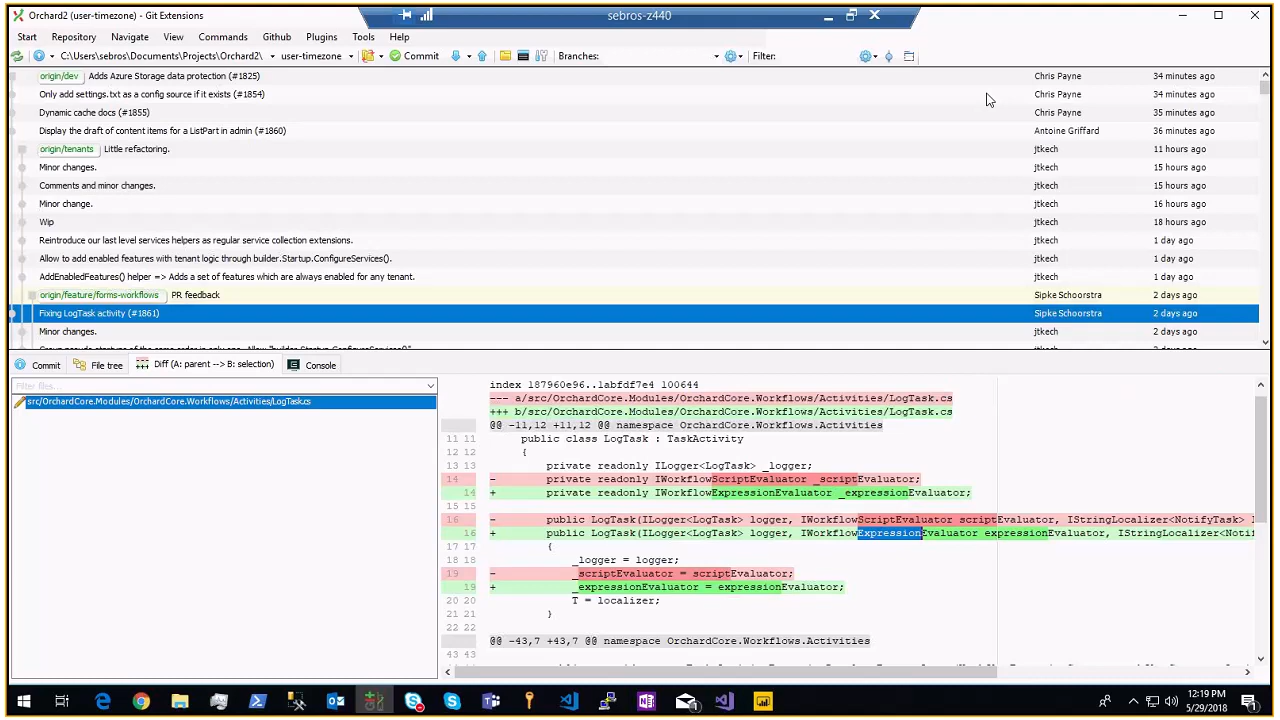 Orchard2 (user-timezone) - Git Extensions
sebros-z440
Start Repository Navigate View Commands Github Plugins Tools Help
C:\Users\sebros\Documents\Projects\Orchard2\ user-timezone Commit Branches: Filter:
origin/dev Adds Azure Storage data protection (#1825) Chris Payne 34 minutes ago
Only add settings.txt as a config source if it exists (#1854) Chris Payne 34 minutes ago
Dynamic cache docs (#1855) Chris Payne 35 minutes ago
Display the draft of content items for a ListPart in admin (#1860) Antoine Griffard 36 minutes ago
origin/tenants Little refactoring. jtkech 11 hours ago
Minor changes. jtkech 15 hours ago
Comments and minor changes. jtkech 15 hours ago
Minor change. jtkech 16 hours ago
Wip jtkech 18 hours ago
Reintroduce our last level services helpers as regular service collection extensions. jtkech 1 day ago
Allow to add enabled features with tenant logic through builder.Startup.ConfigureServices(). jtkech 1 day ago
AddEnabledFeatures() helper => Adds a set of features which are always enabled for any tenant. jtkech 1 day ago
origin/feature/forms-workflows PR feedback Sipke Schoorstra 2 days ago
Fixing LogTask activity (#1861) Sipke Schoorstra 2 days ago
Minor changes. jtkech 2 days ago
Commit File tree Diff (A: parent --> B: selection) Console
Filter files...
src/OrchardCore.Modules/OrchardCore.Workflows/Activities/LogTask.cs
index 187960e96..1abfdf7e4 100644
--- a/src/OrchardCore.Modules/OrchardCore.Workflows/Activities/LogTask.cs
+++ b/src/OrchardCore.Modules/OrchardCore.Workflows/Activities/LogTask.cs
@@ -11,12 +11,12 @@ namespace OrchardCore.Workflows.Activities
11 11 public class LogTask : TaskActivity
12 12 {
13 13 private readonly ILogger<LogTask> _logger;
14 - private readonly IWorkflowScriptEvaluator _scriptEvaluator;
14 + private readonly IWorkflowExpressionEvaluator _expressionEvaluator;
15 15
16 - public LogTask(ILogger<LogTask> logger, IWorkflowScriptEvaluator scriptEvaluator, IStringLocalizer<NotifyTask> l
16 + public LogTask(ILogger<LogTask> logger, IWorkflowExpressionEvaluator expressionEvaluator, IStringLocalizer<Notif
17 17 {
18 18 _logger = logger;
19 - _scriptEvaluator = scriptEvaluator;
19 + _expressionEvaluator = expressionEvaluator;
20 20 T = localizer;
21 21 }
22 22
@@ -43,7 +43,7 @@ namespace OrchardCore.Workflows.Activities
43 43
12:19 PM
5/29/2018